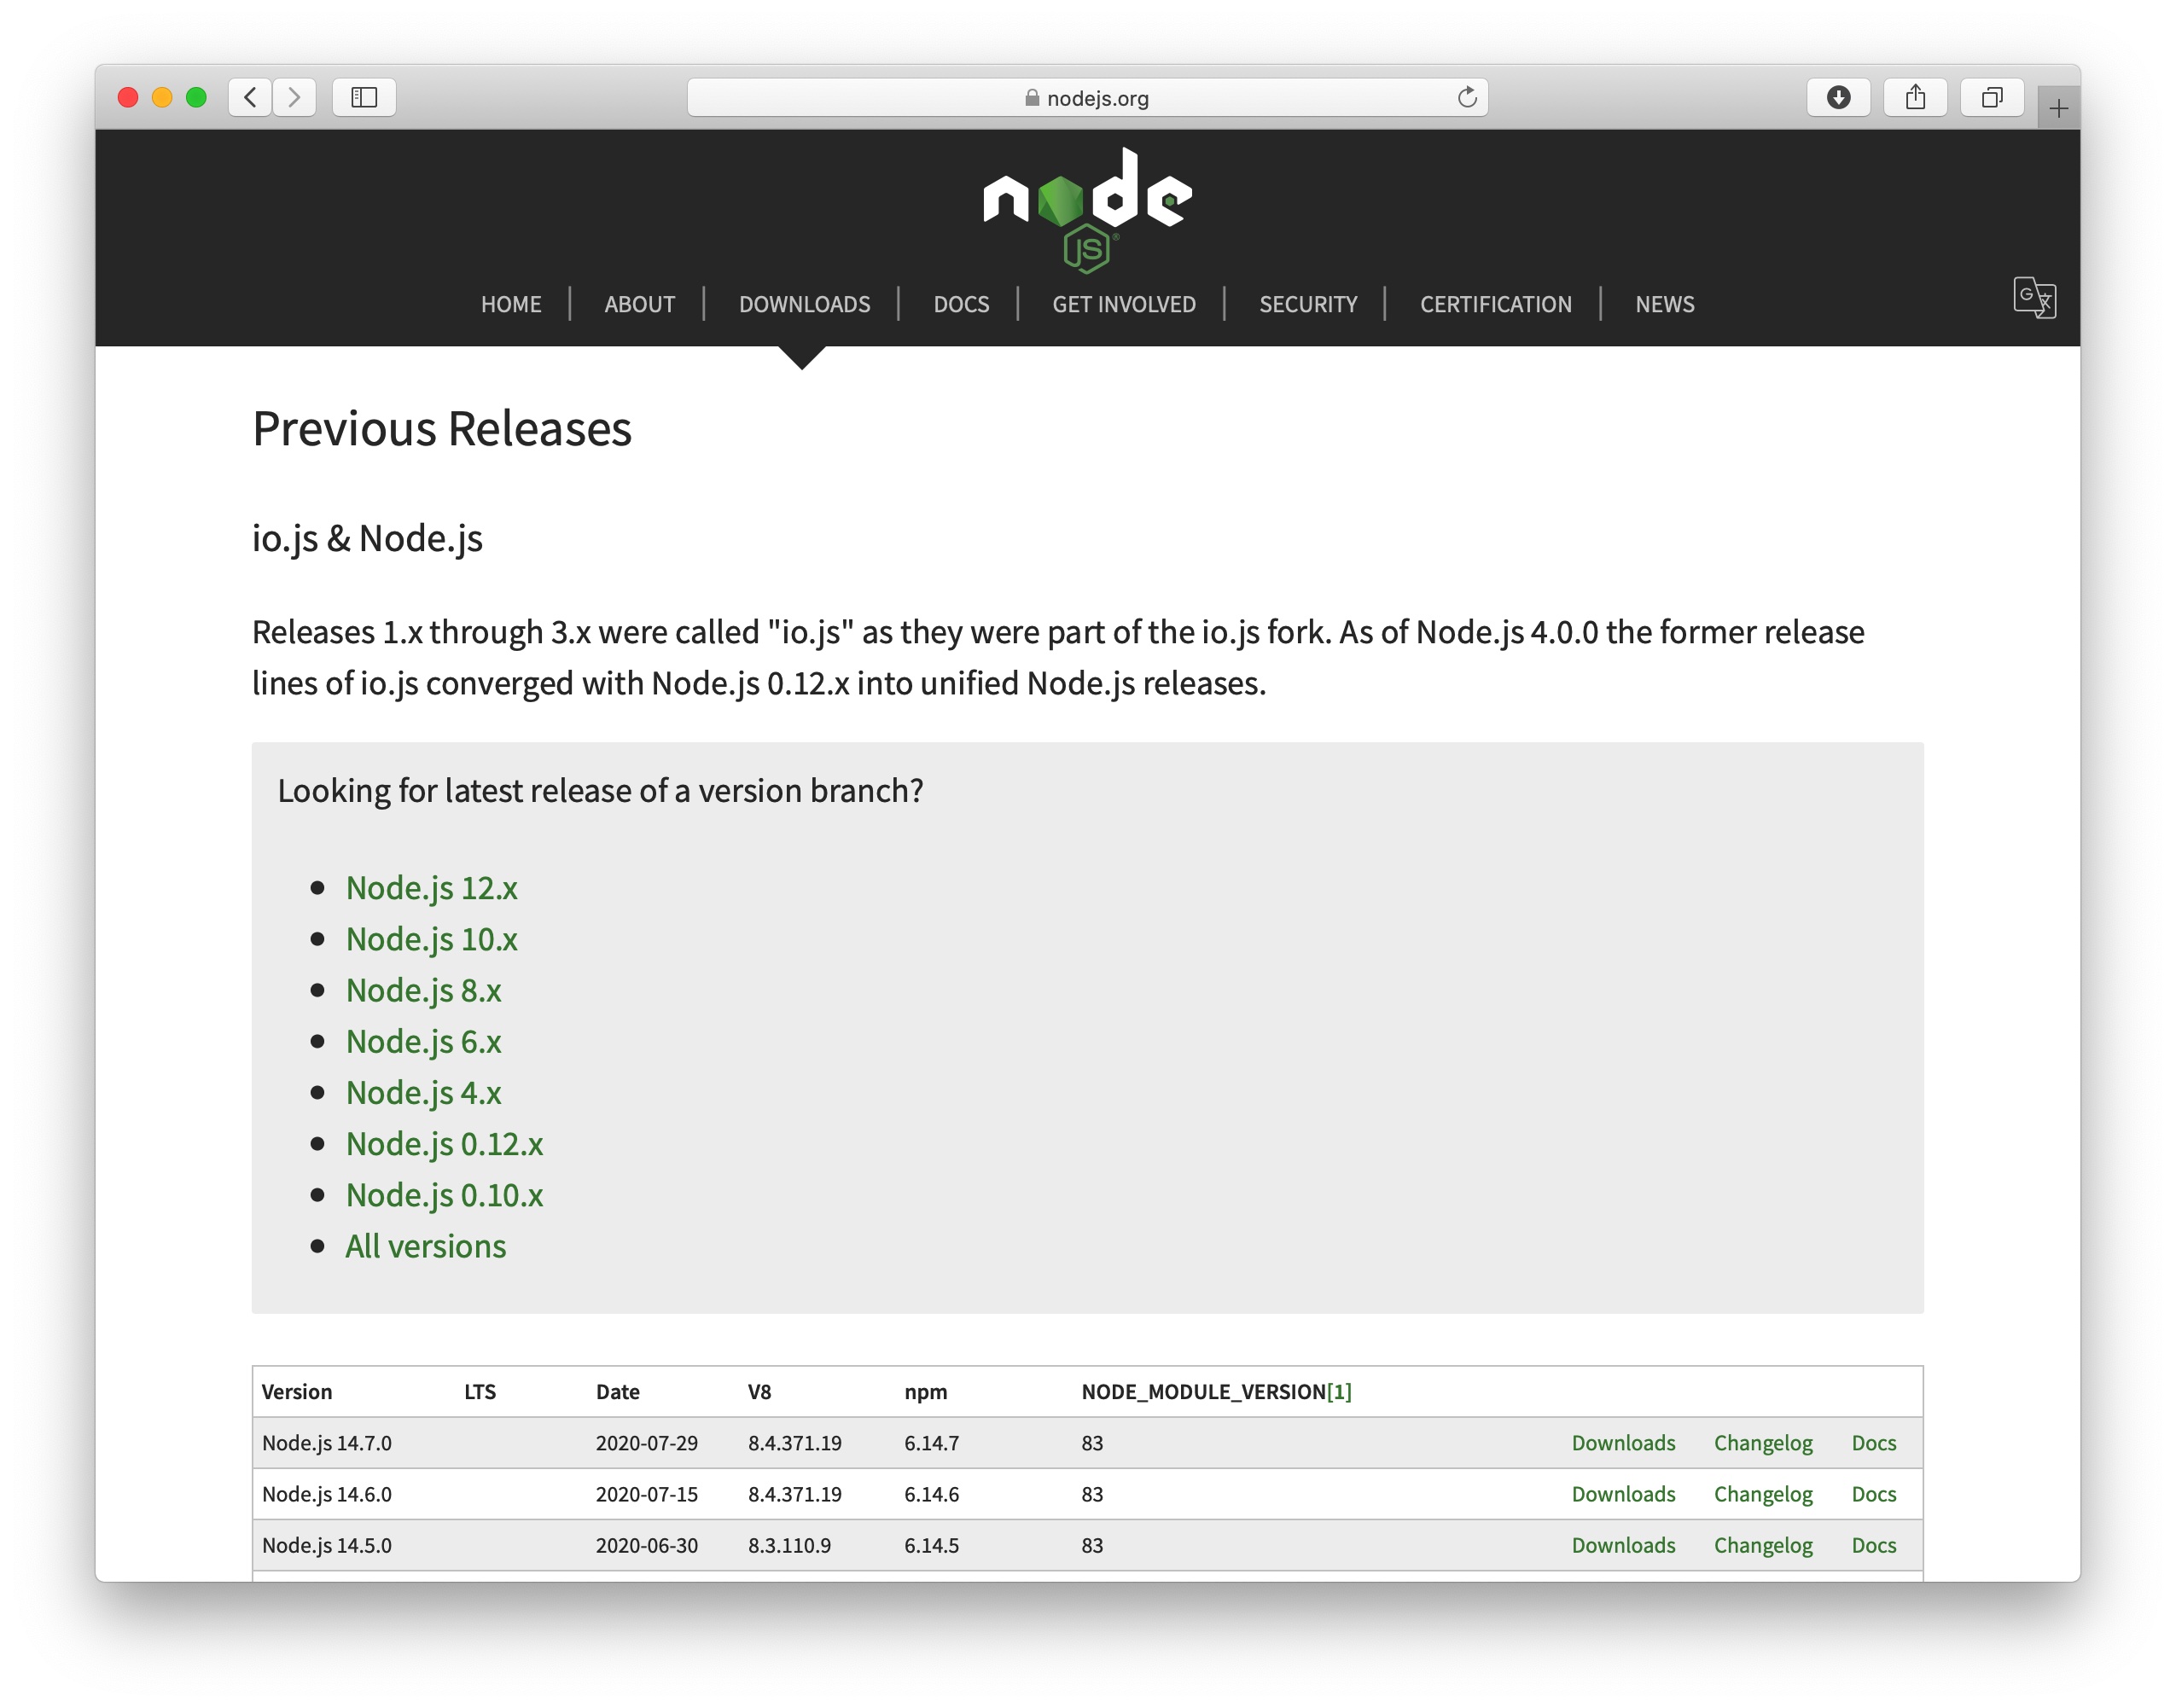 nodejs.org
node
JS®
HOME ABOUT DOWNLOADS DOCS GET INVOLVED SECURITY CERTIFICATION NEWS
G 文
Previous Releases
io.js & Node.js
Releases 1.x through 3.x were called "io.js" as they were part of the io.js fork. As of Node.js 4.0.0 the former release
lines of io.js converged with Node.js 0.12.x into unified Node.js releases.
Looking for latest release of a version branch?
Node.js 12.x
Node.js 10.x
Node.js 8.x
Node.js 6.x
Node.js 4.x
Node.js 0.12.x
Node.js 0.10.x
All versions
Version LTS Date V8 npm NODE_MODULE_VERSION[1]
Node.js 14.7.0 2020-07-29 8.4.371.19 6.14.7 83 Downloads Changelog Docs
Node.js 14.6.0 2020-07-15 8.4.371.19 6.14.6 83 Downloads Changelog Docs
Node.js 14.5.0 2020-06-30 8.3.110.9 6.14.5 83 Downloads Changelog Docs